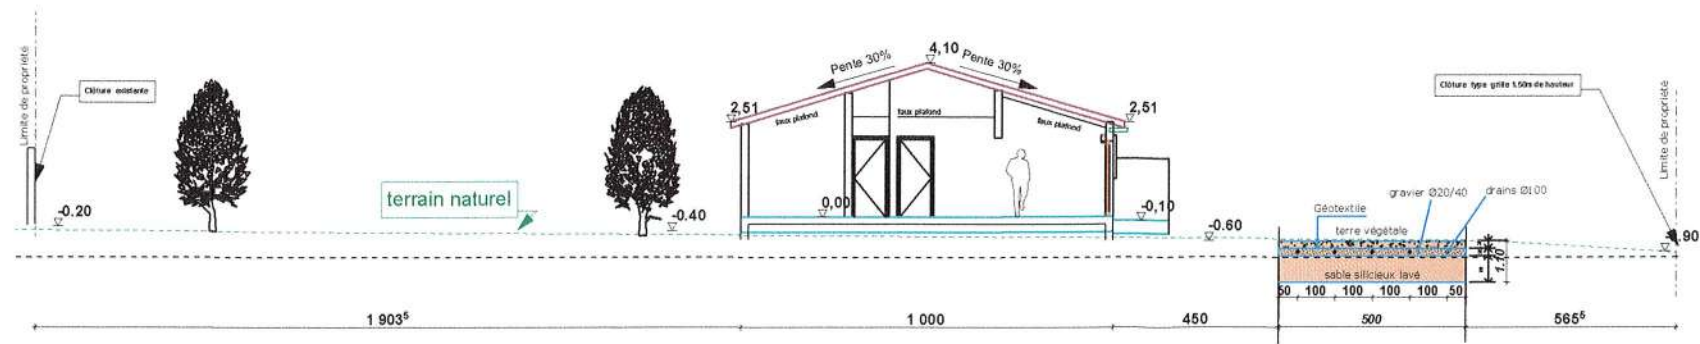 Limite de propriété
Clôture existante
-0.20
terrain naturel
-0.40
2,51
Pente 30%
4,10
Pente 30%
2,51
faux plafond
faux plafond
faux plafond
0,00
-0,10
-0.60
Clôture type grille 1.50m de hauteur
Limite de propriété
gravier Ø20/40
drains Ø100
Géotextile
terre végétale
.90
sable silicieux lavé
1.10
50 100 100 100 100 50
1 903⁵
1 000
450
500
565⁵